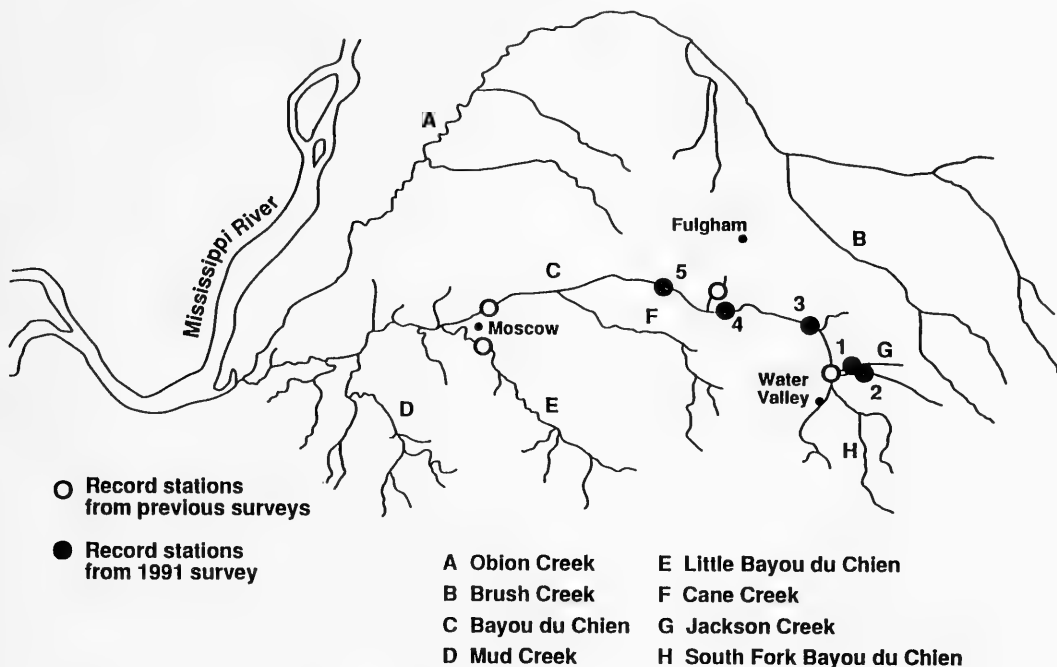 A
Mississippi River
Fulgham
B
C
5
3
4
F
Moscow
1
G
2
Water
Valley
D
E
H
Record stations
from previous surveys
Record stations
from 1991 survey
A Obion Creek
B Brush Creek
C Bayou du Chien
D Mud Creek
E Little Bayou du Chien
F Cane Creek
G Jackson Creek
H South Fork Bayou du Chien